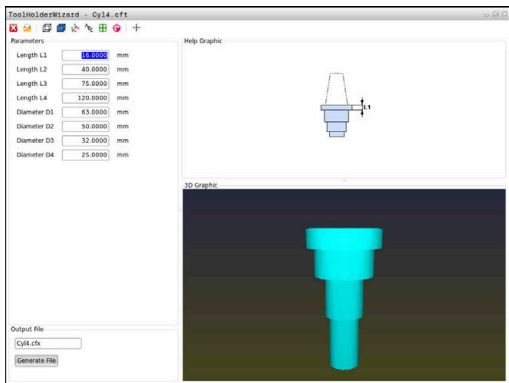 ToolHolderWizard - Cyl4.cft
Parameters
Length L1 16.0000 mm
Length L2 40.0000 mm
Length L3 75.0000 mm
Length L4 120.0000 mm
Diameter D1 63.0000 mm
Diameter D2 50.0000 mm
Diameter D3 32.0000 mm
Diameter D4 25.0000 mm
Output File
Cyl4.cfx
Generate File
Help Graphic
L1
3D Graphic